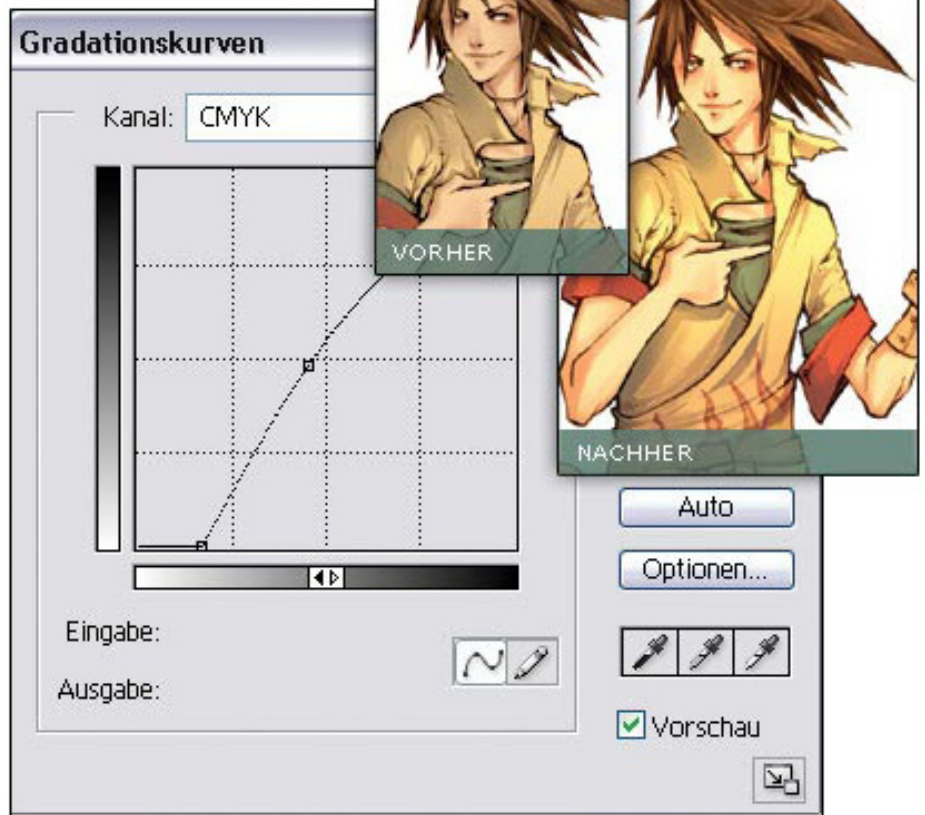 Gradationskurven
Kanal: CMYK
VORHER
NACHHER
Auto
Optionen...
Eingabe:
Ausgabe:
Vorschau